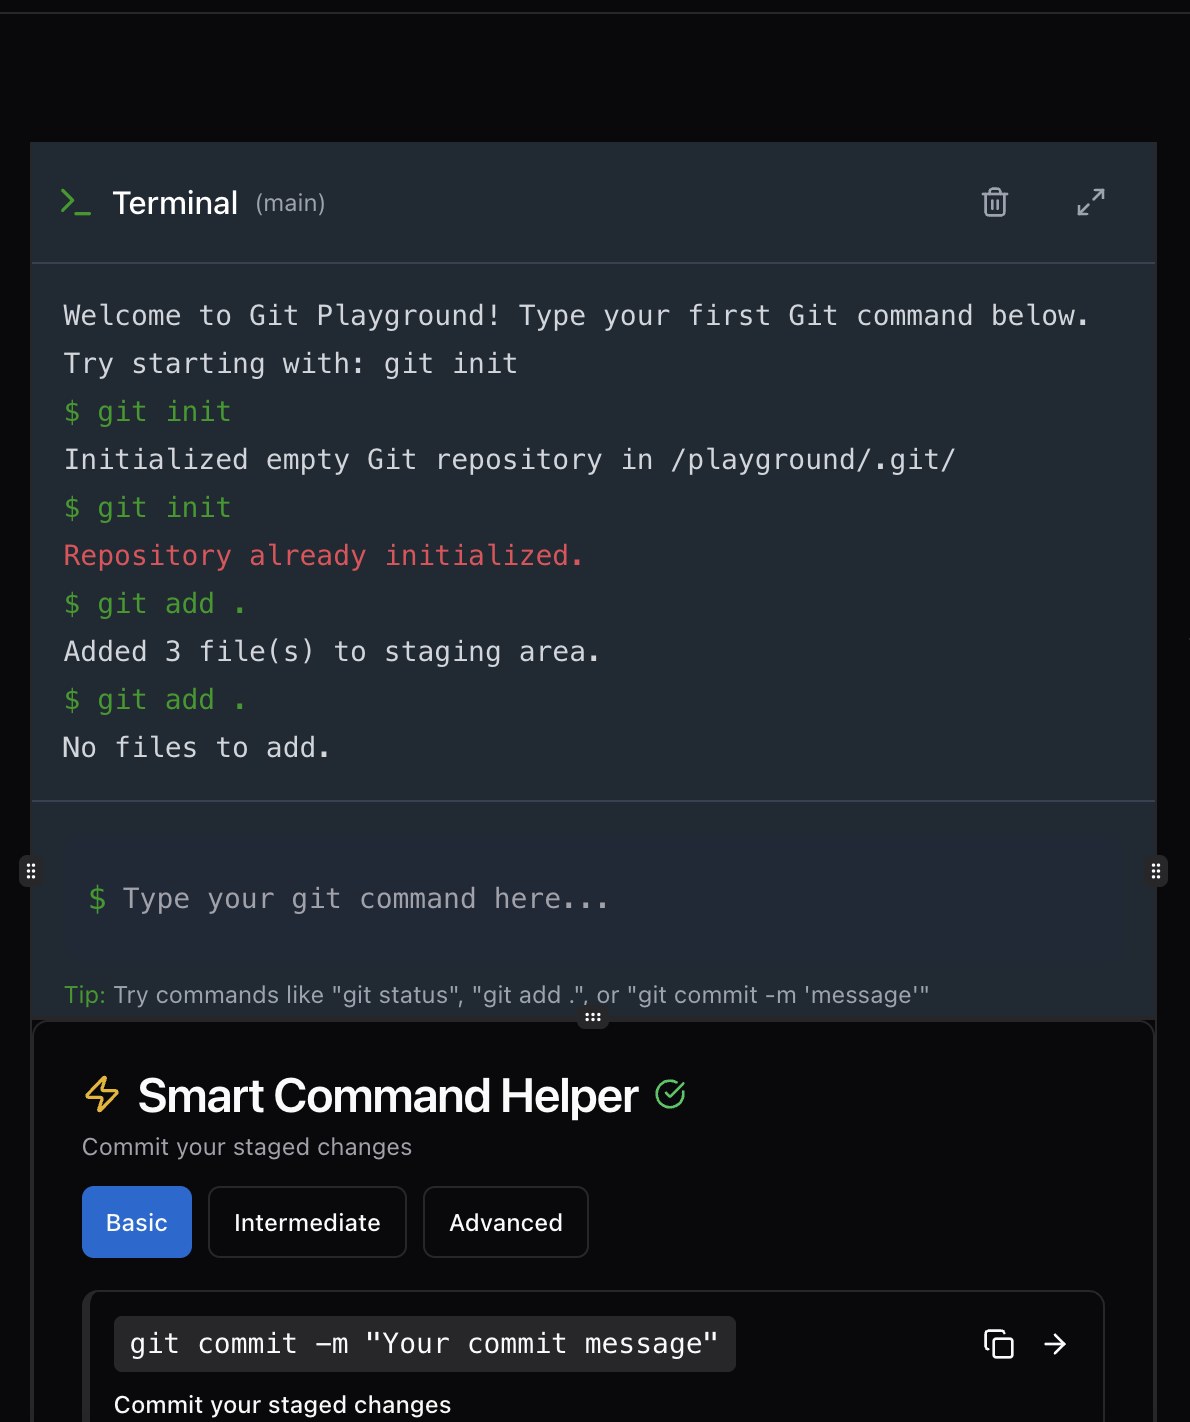 Terminal (main)
Welcome to Git Playground! Type your first Git command below.
Try starting with: git init
$ git init
Initialized empty Git repository in /playground/.git/
$ git init
Repository already initialized.
$ git add .
Added 3 file(s) to staging area.
$ git add .
No files to add.
$ Type your git command here...
Tip: Try commands like "git status", "git add .", or "git commit -m 'message'"
Smart Command Helper
Commit your staged changes
Basic Intermediate Advanced
git commit -m "Your commit message"
Commit your staged changes